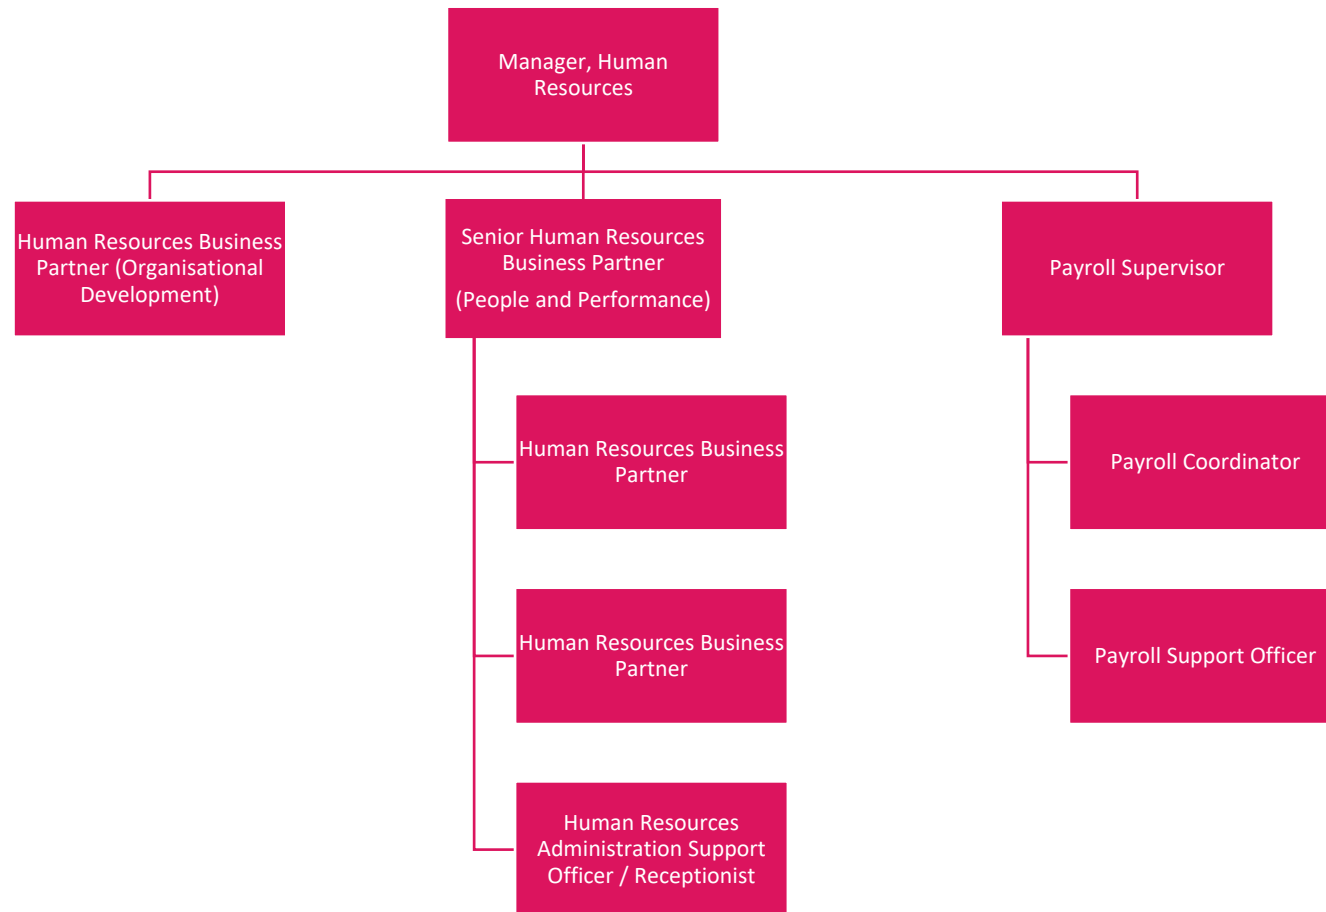 Manager, Human
Resources
Human Resources Business
Partner (Organisational
Development)
Senior Human Resources
Business Partner
(People and Performance)
Payroll Supervisor
Human Resources Business
Partner
Payroll Coordinator
Human Resources Business
Partner
Payroll Support Officer
Human Resources
Administration Support
Officer / Receptionist